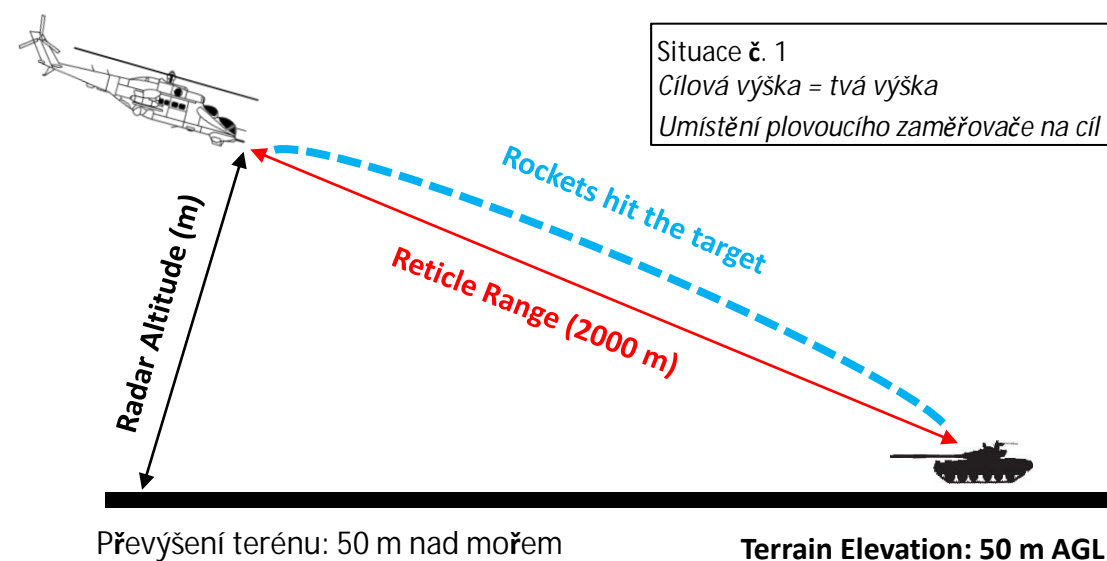 Situace č. 1
Cílová výška = tvá výška
Umístění plovoucího zaměřovače na cíl
Rockets hit the target
Reticle Range (2000 m)
Radar Altitude (m)
Převýšení terénu: 50 m nad mořem
Terrain Elevation: 50 m AGL